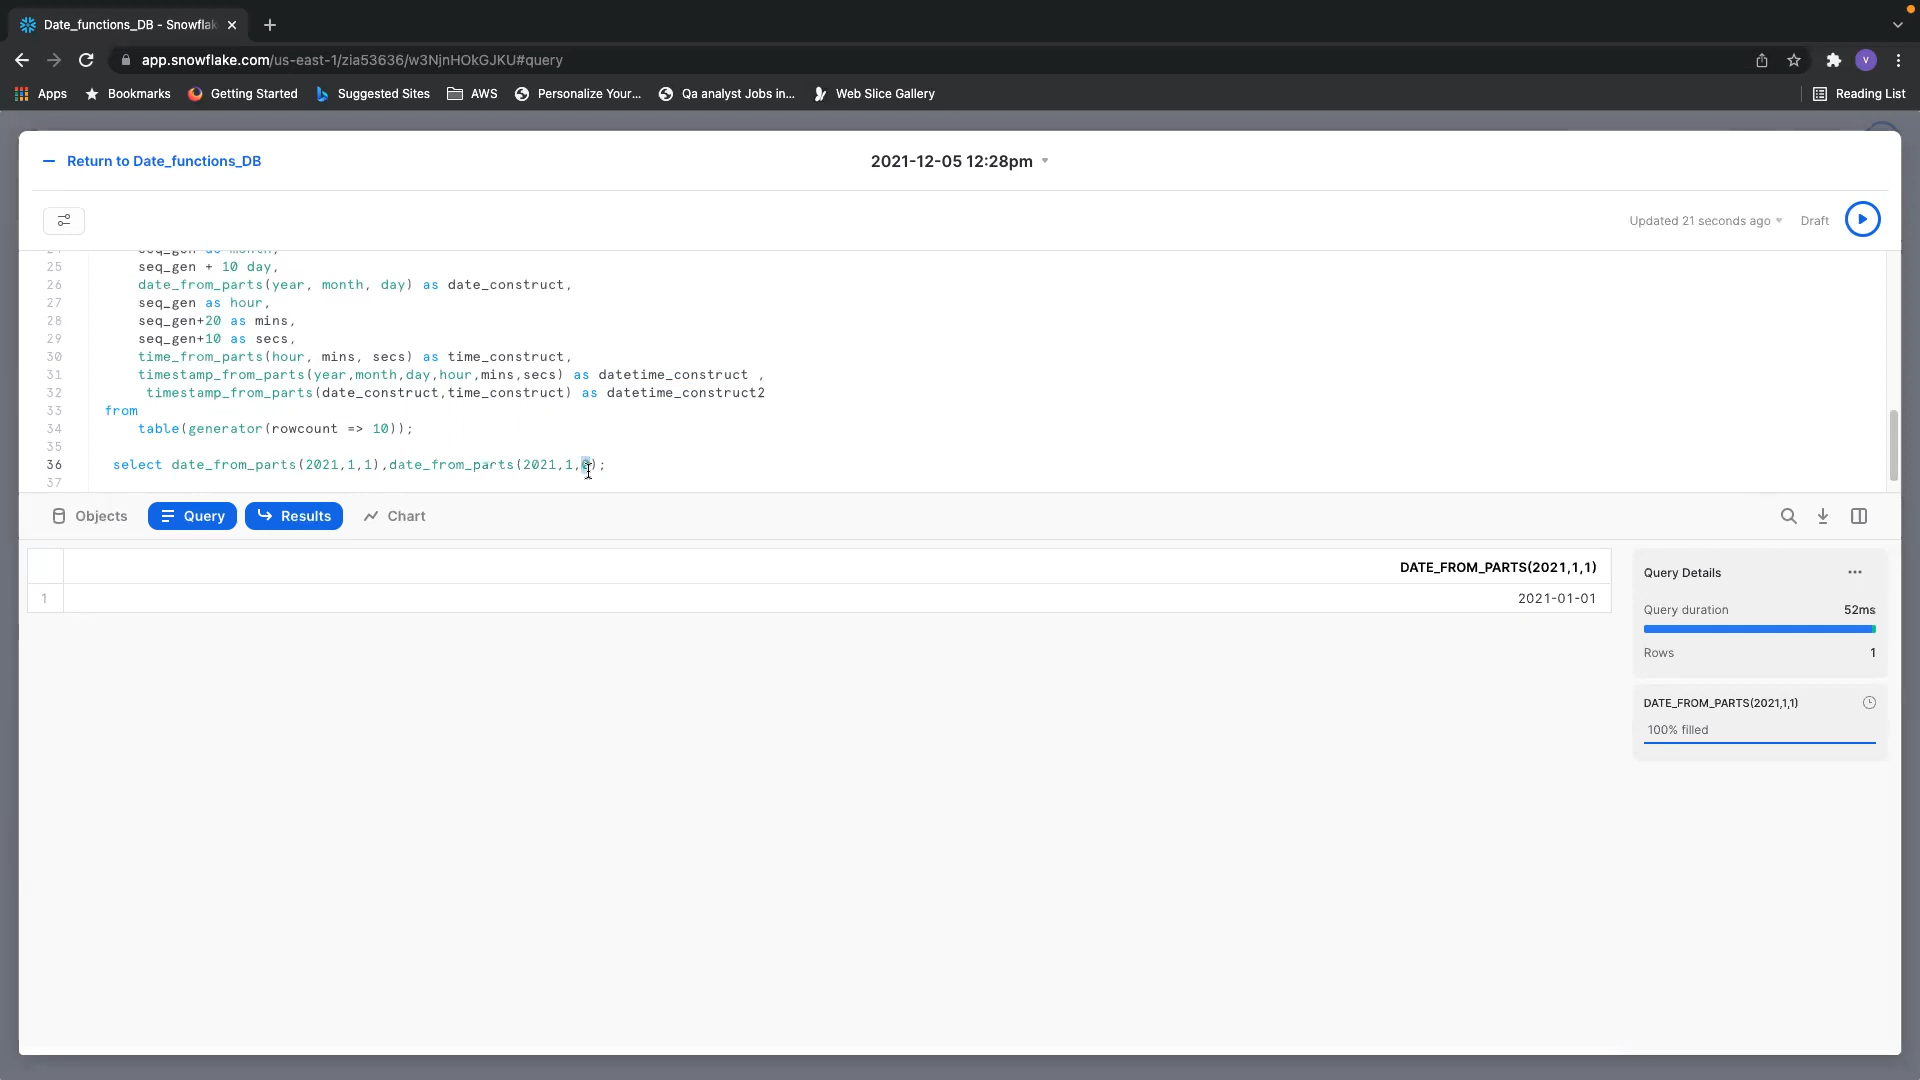 Date_functions_DB - Snowflak
app.snowflake.com/us-east-1/zia53636/w3NjnHOkGJKU#query
Apps Bookmarks Getting Started Suggested Sites AWS Personalize Your... Qa analyst Jobs in... Web Slice Gallery Reading List
V
Return to Date_functions_DB
2021-12-05 12:28pm
Updated 21 seconds ago Draft
24 seq_gen as month,
25 seq_gen + 10 day,
26 date_from_parts(year, month, day) as date_construct,
27 seq_gen as hour,
28 seq_gen+20 as mins,
29 seq_gen+10 as secs,
30 time_from_parts(hour, mins, secs) as time_construct,
31 timestamp_from_parts(year,month,day,hour,mins,secs) as datetime_construct ,
32 timestamp_from_parts(date_construct,time_construct) as datetime_construct2
33 from
34 table(generator(rowcount => 10));
35
36 select date_from_parts(2021,1,1),date_from_parts(2021,1,);
37
Objects Query Results Chart
DATE_FROM_PARTS(2021,1,1)
1 2021-01-01
Query Details ...
Query duration 52ms
Rows 1
DATE_FROM_PARTS(2021,1,1)
100% filled